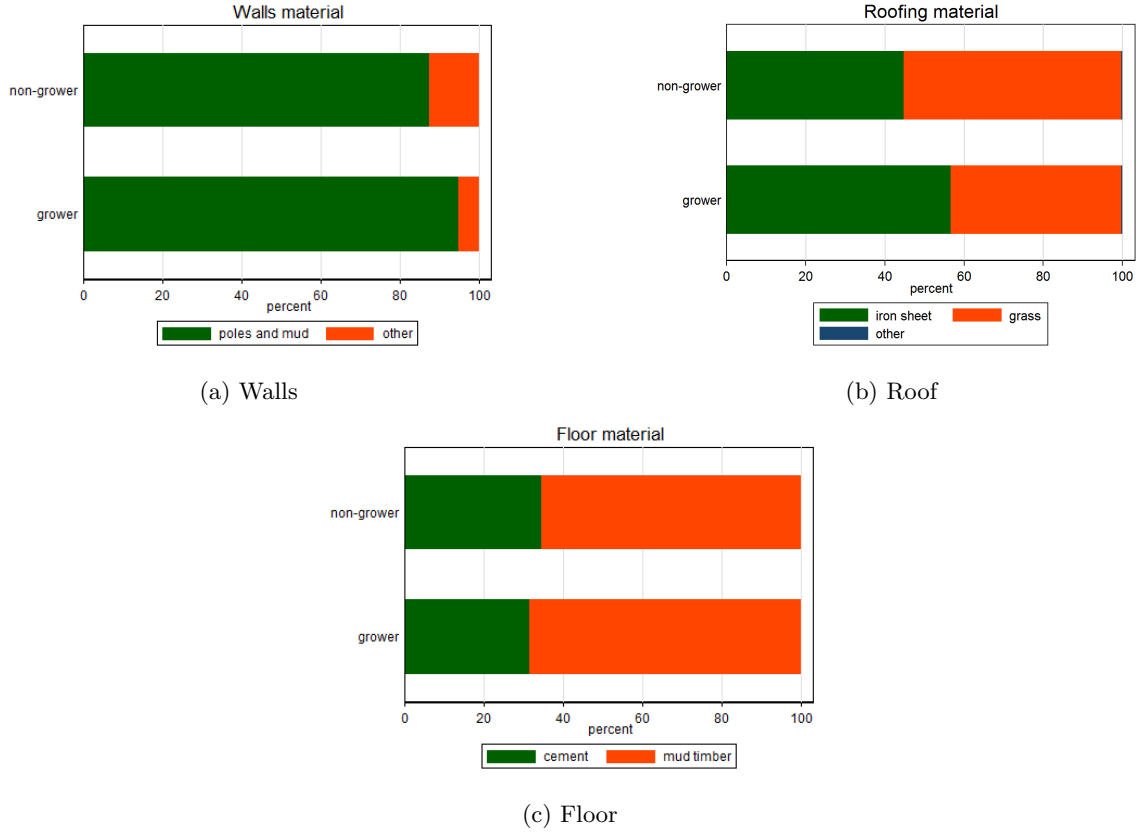 Walls material
non-grower
grower
0 20 40 60 80 100
percent
poles and mud other
(a) Walls
Roofing material
non-grower
grower
0 20 40 60 80 100
percent
iron sheet grass
other
(b) Roof
Floor material
non-grower
grower
0 20 40 60 80 100
percent
cement mud timber
(c) Floor